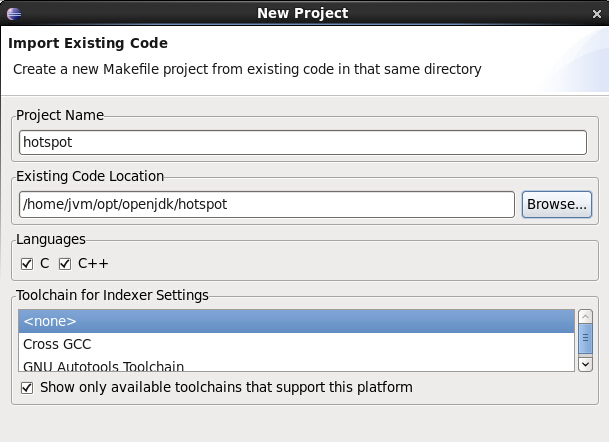 New Project
Import Existing Code
Create a new Makefile project from existing code in that same directory
Project Name
hotspot
Existing Code Location
/home/jvm/opt/openjdk/hotspot
Browse...
Languages
C C++
Toolchain for Indexer Settings
<none>
Cross GCC
GNU Autotools Toolchain
Show only available toolchains that support this platform